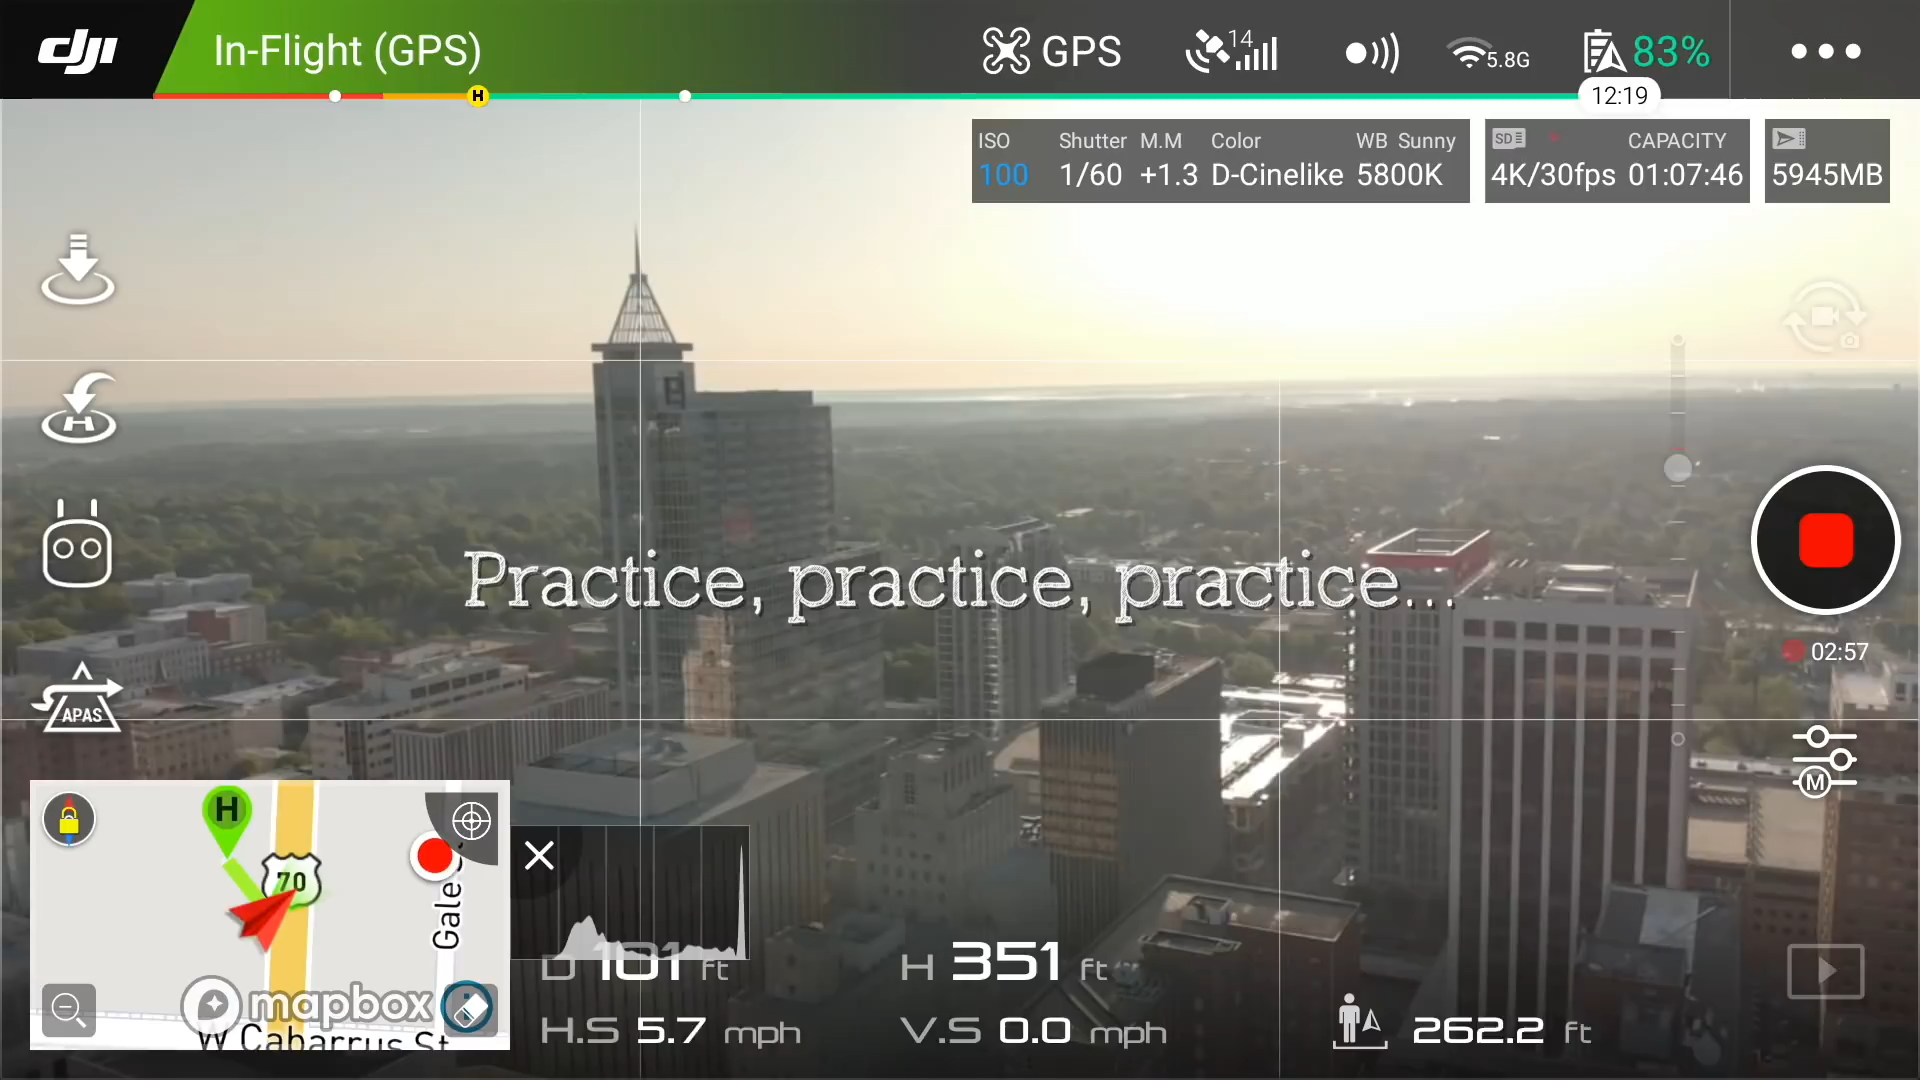 dji In-Flight (GPS) GPS 14 5.8G 83%
H 12:19
ISO Shutter M.M Color WB Sunny SD CAPACITY
100 1/60 +1.3 D-Cinelike 5800K 4K/30fps 01:07:46 5945MB
H
Practice, practice, practice...
02:57
APAS
M
H
70
Gale
mapbox
W Cabarrus St
D 101 ft H 351 ft
H.S 5.7 mph V.S 0.0 mph 262.2 ft